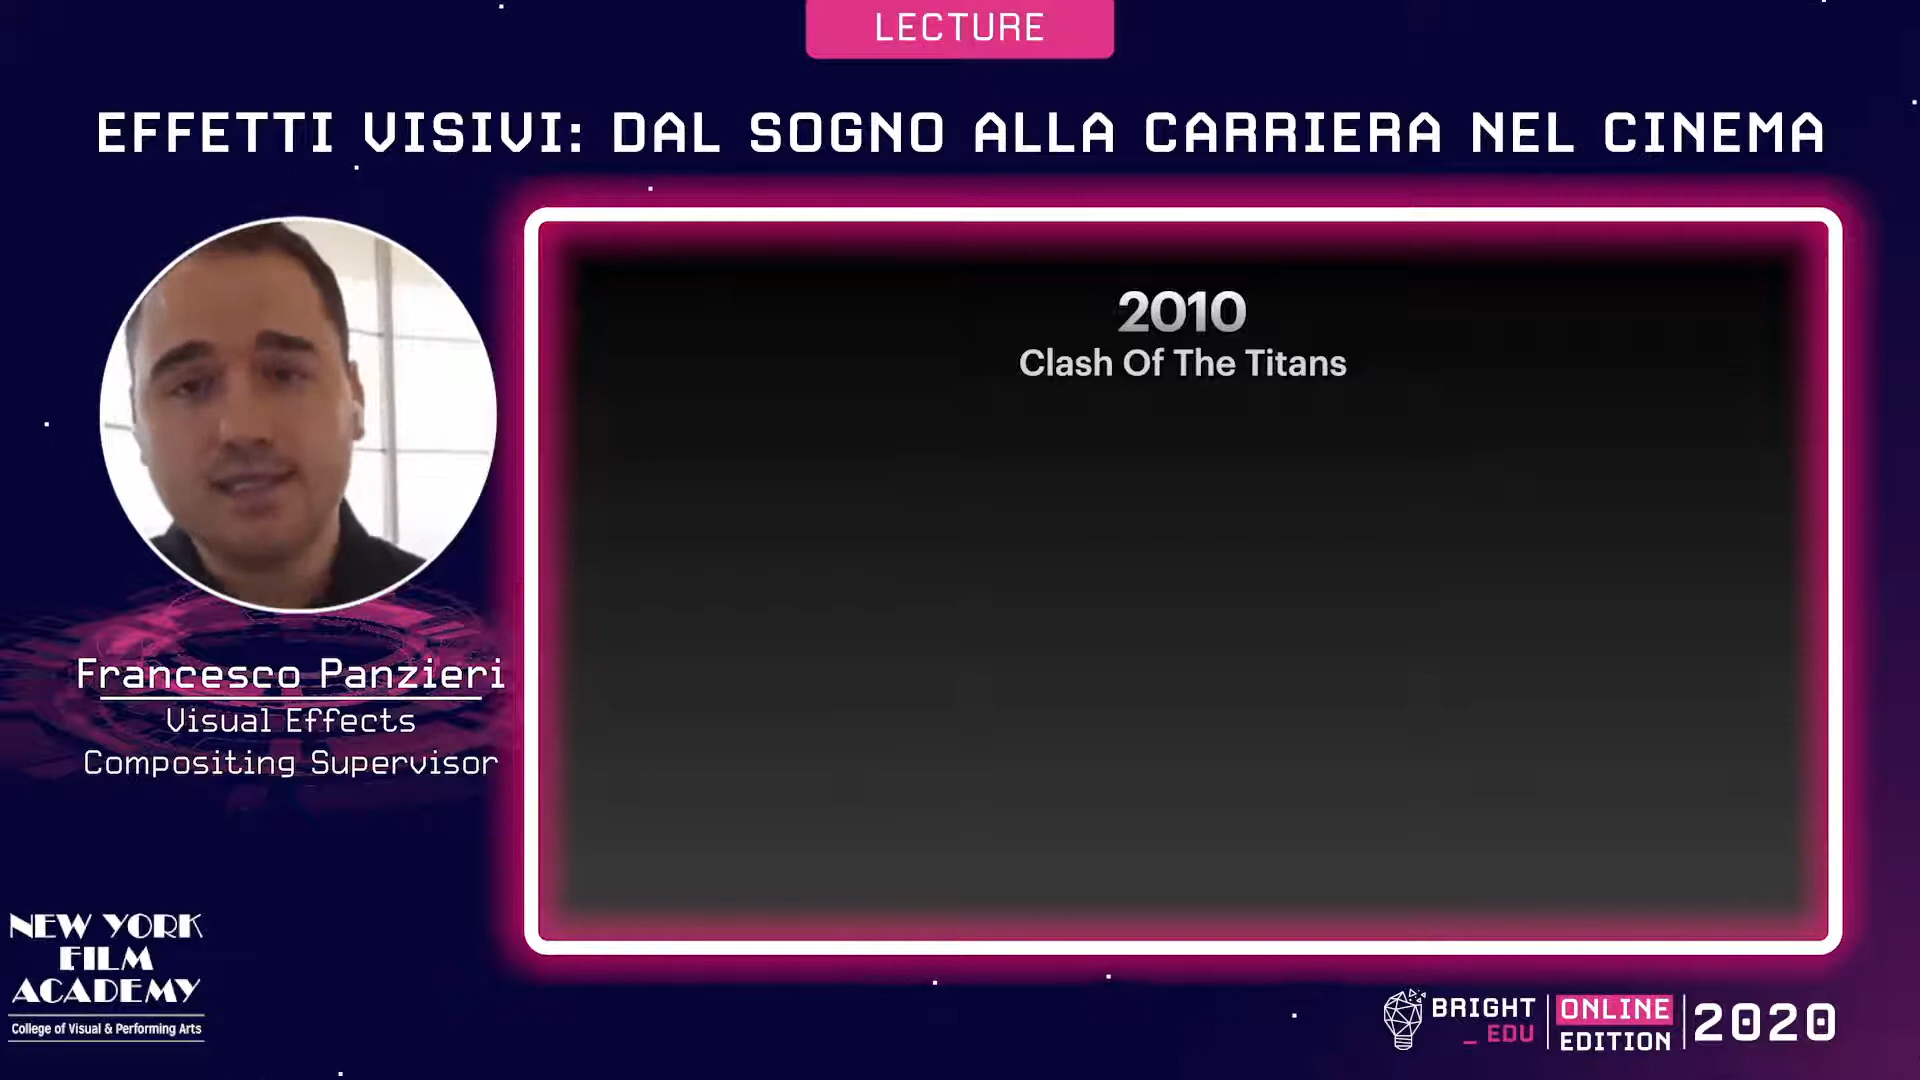 LECTURE
EFFETTI VISIVI: DAL SOGNO ALLA CARRIERA NEL CINEMA
2010
Clash Of The Titans
Francesco Panzieri
Visual Effects
Compositing Supervisor
NEW YORK
FILM
ACADEMY
College of Visual & Performing Arts
BRIGHT
_ EDU
ONLINE
EDITION
2020